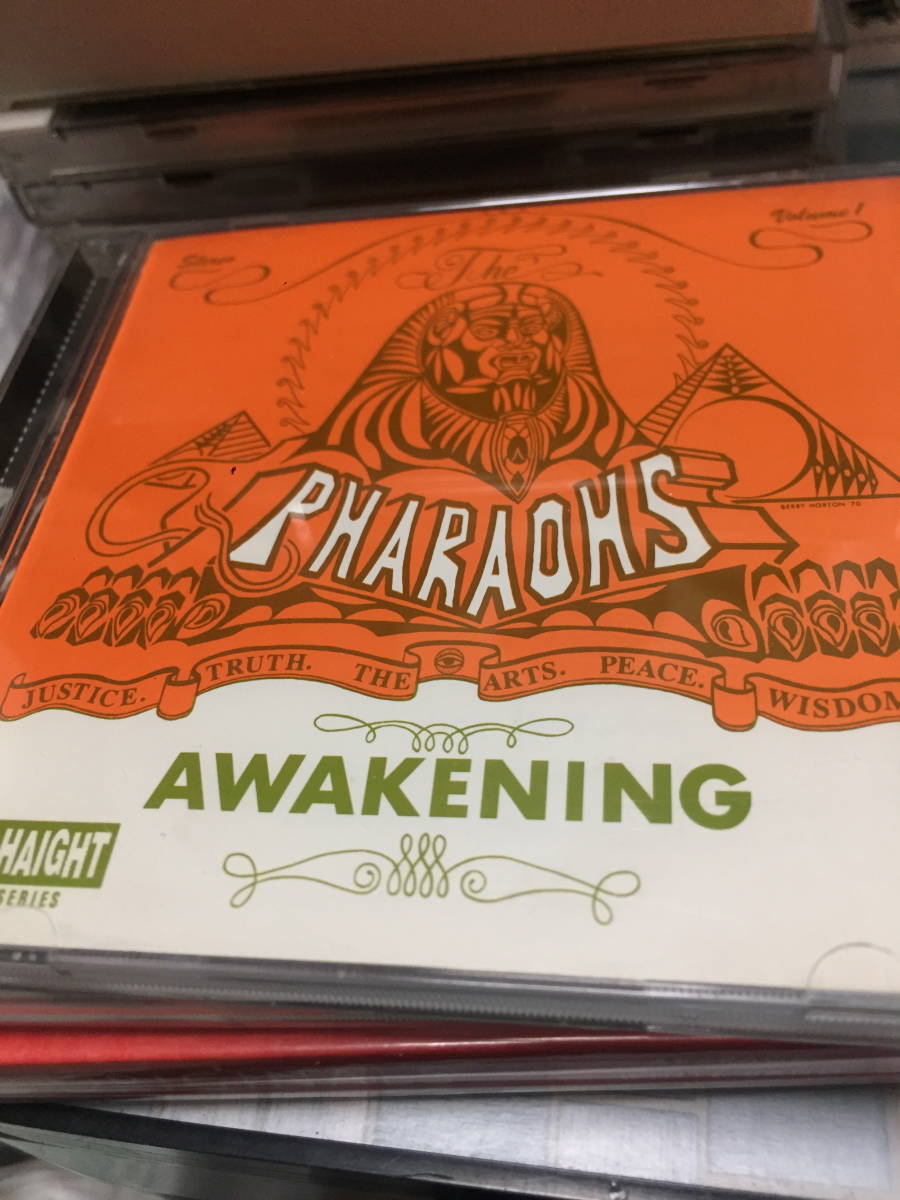 Stereo
Volume 1
The
PHARAOHS
BERRY HORTON '70
JUSTICE. TRUTH. THE ARTS. PEACE. WISDOM
AWAKENING
HAIGHT
SERIES